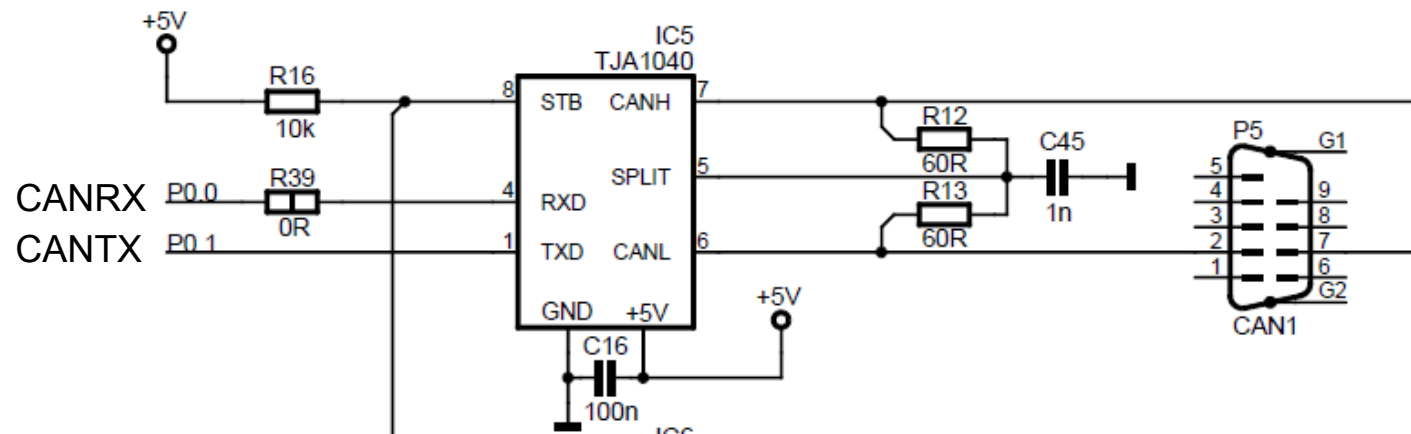 +5V
IC5
TJA1040
R16
10k
8
STB
CANH
7
R12
60R
C45
1n
P5
G1
5
4
3
2
1
9
8
7
6
G2
CAN1
SPLIT
5
CANRX
P0.0
R39
0R
4
RXD
R13
60R
CANTX
P0.1
1
TXD
CANL
6
GND
+5V
+5V
C16
100n